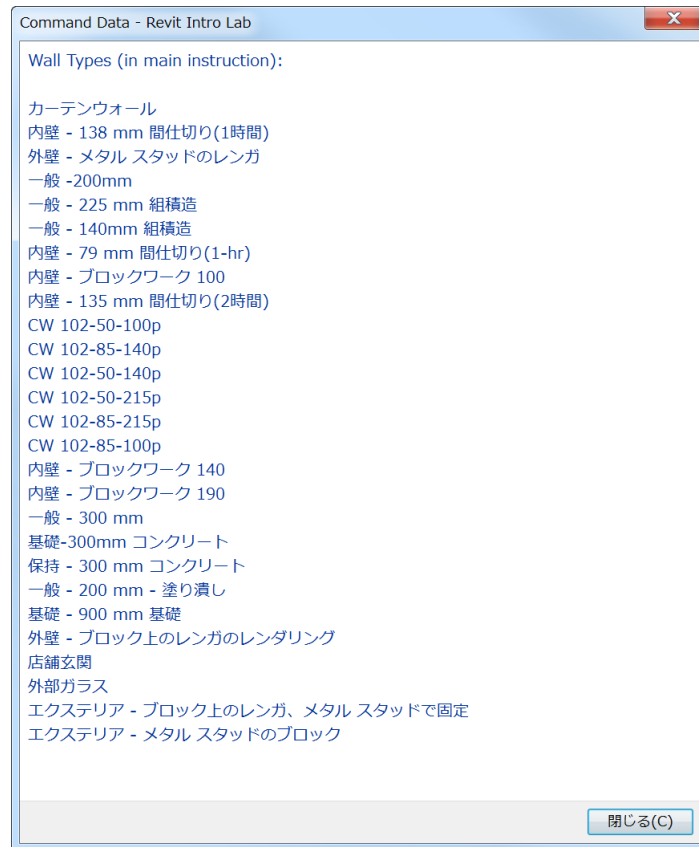 Command Data - Revit Intro Lab
Wall Types (in main instruction):
カーテンウォール
内壁 - 138 mm 間仕切り(1時間)
外壁 - メタル スタッドのレンガ
一般 -200mm
一般 - 225 mm 組積造
一般 - 140mm 組積造
内壁 - 79 mm 間仕切り(1-hr)
内壁 - ブロックワーク 100
内壁 - 135 mm 間仕切り(2時間)
CW 102-50-100p
CW 102-85-140p
CW 102-50-140p
CW 102-50-215p
CW 102-85-215p
CW 102-85-100p
内壁 - ブロックワーク 140
内壁 - ブロックワーク 190
一般 - 300 mm
基礎-300mm コンクリート
保持 - 300 mm コンクリート
一般 - 200 mm - 塗り潰し
基礎 - 900 mm 基礎
外壁 - ブロック上のレンガのレンダリング
店舗玄関
外部ガラス
エクステリア - ブロック上のレンガ、メタル スタッドで固定
エクステリア - メタル スタッドのブロック
閉じる(C)